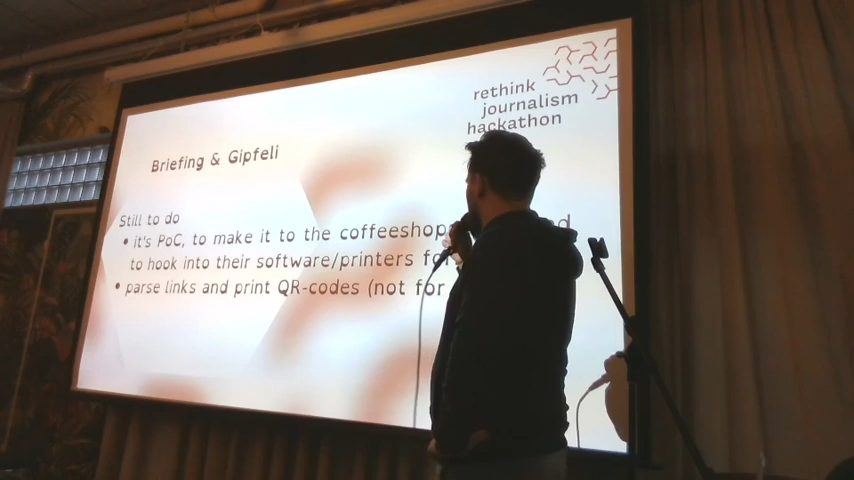 rethink
journalism
hackathon
Briefing & Gipfeli
Still to do
• it's PoC, to make it to the coffeeshop
to hook into their software/printers
• parse links and print QR-codes (not for